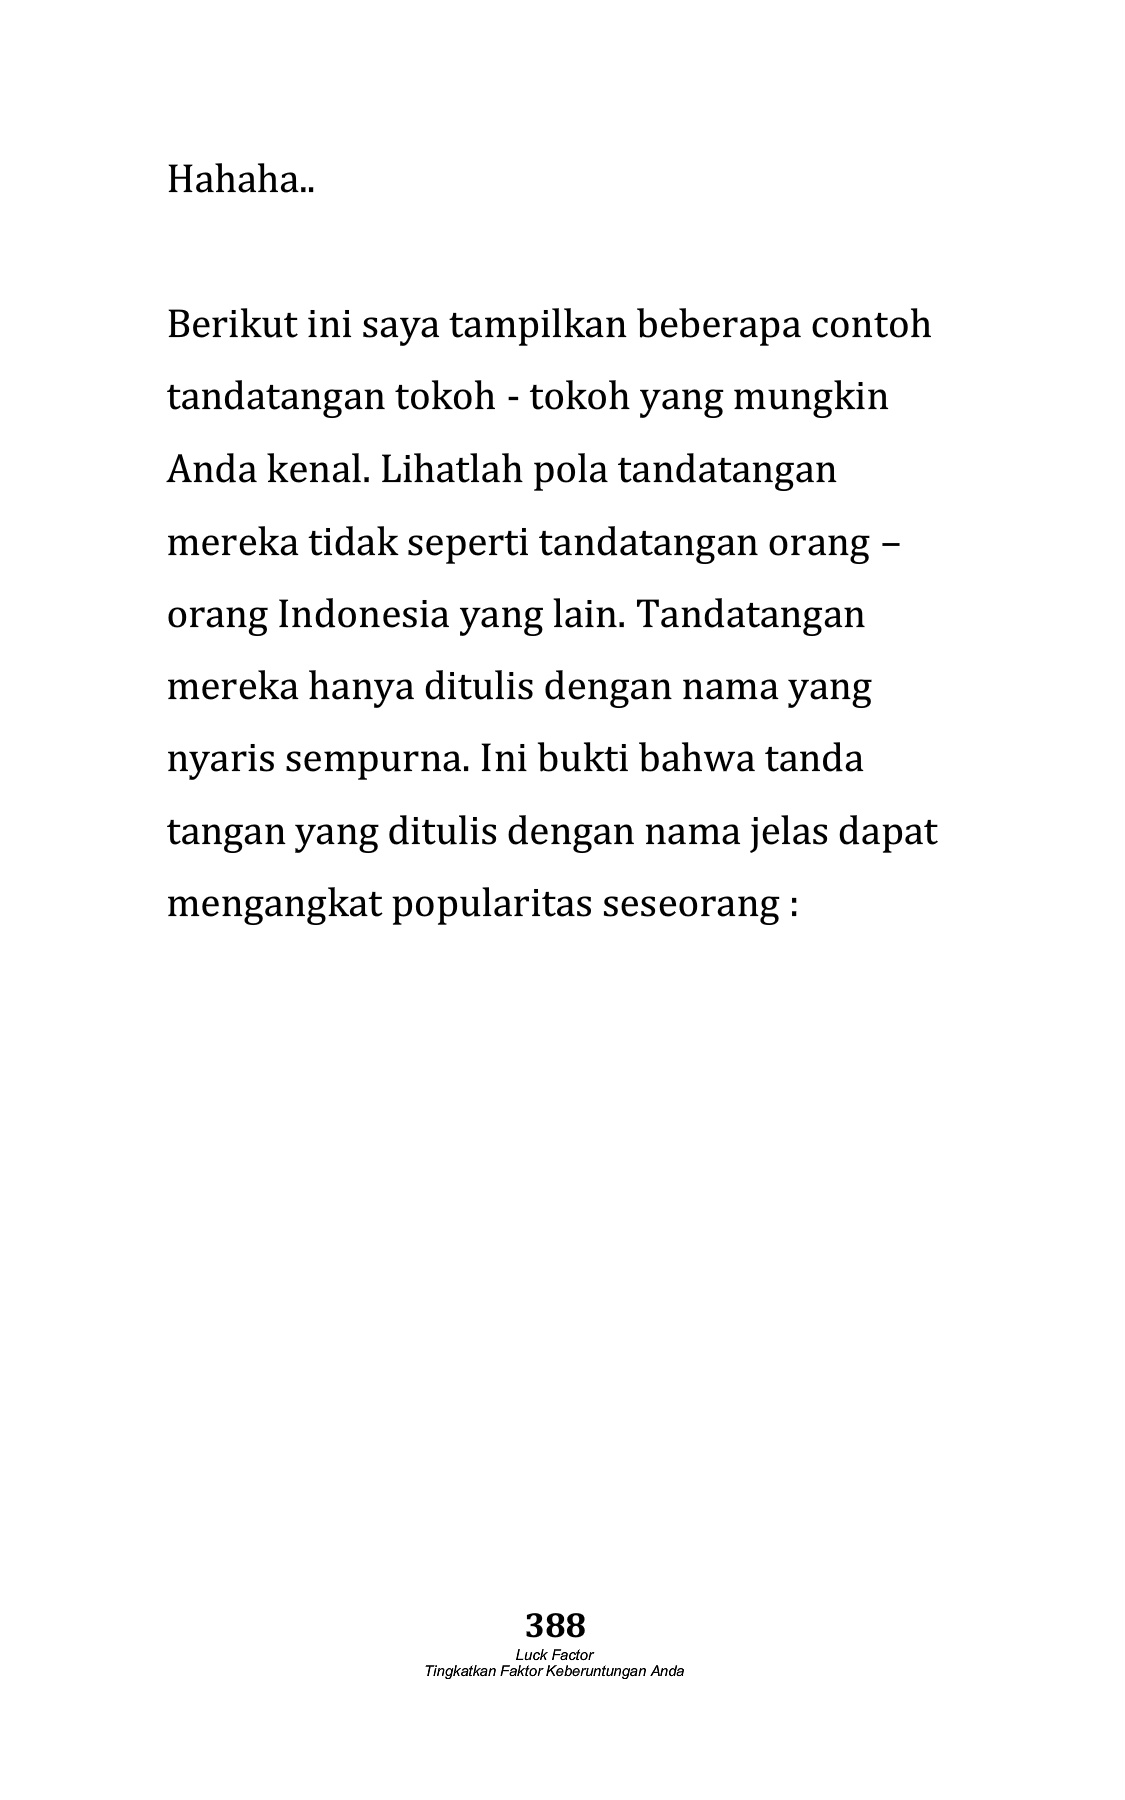 Hahaha..
Berikut ini saya tampilkan beberapa contoh
tandatangan tokoh - tokoh yang mungkin
Anda kenal. Lihatlah pola tandatangan
mereka tidak seperti tandatangan orang –
orang Indonesia yang lain. Tandatangan
mereka hanya ditulis dengan nama yang
nyaris sempurna. Ini bukti bahwa tanda
tangan yang ditulis dengan nama jelas dapat
mengangkat popularitas seseorang :
388
Luck Factor
Tingkatkan Faktor Keberuntungan Anda